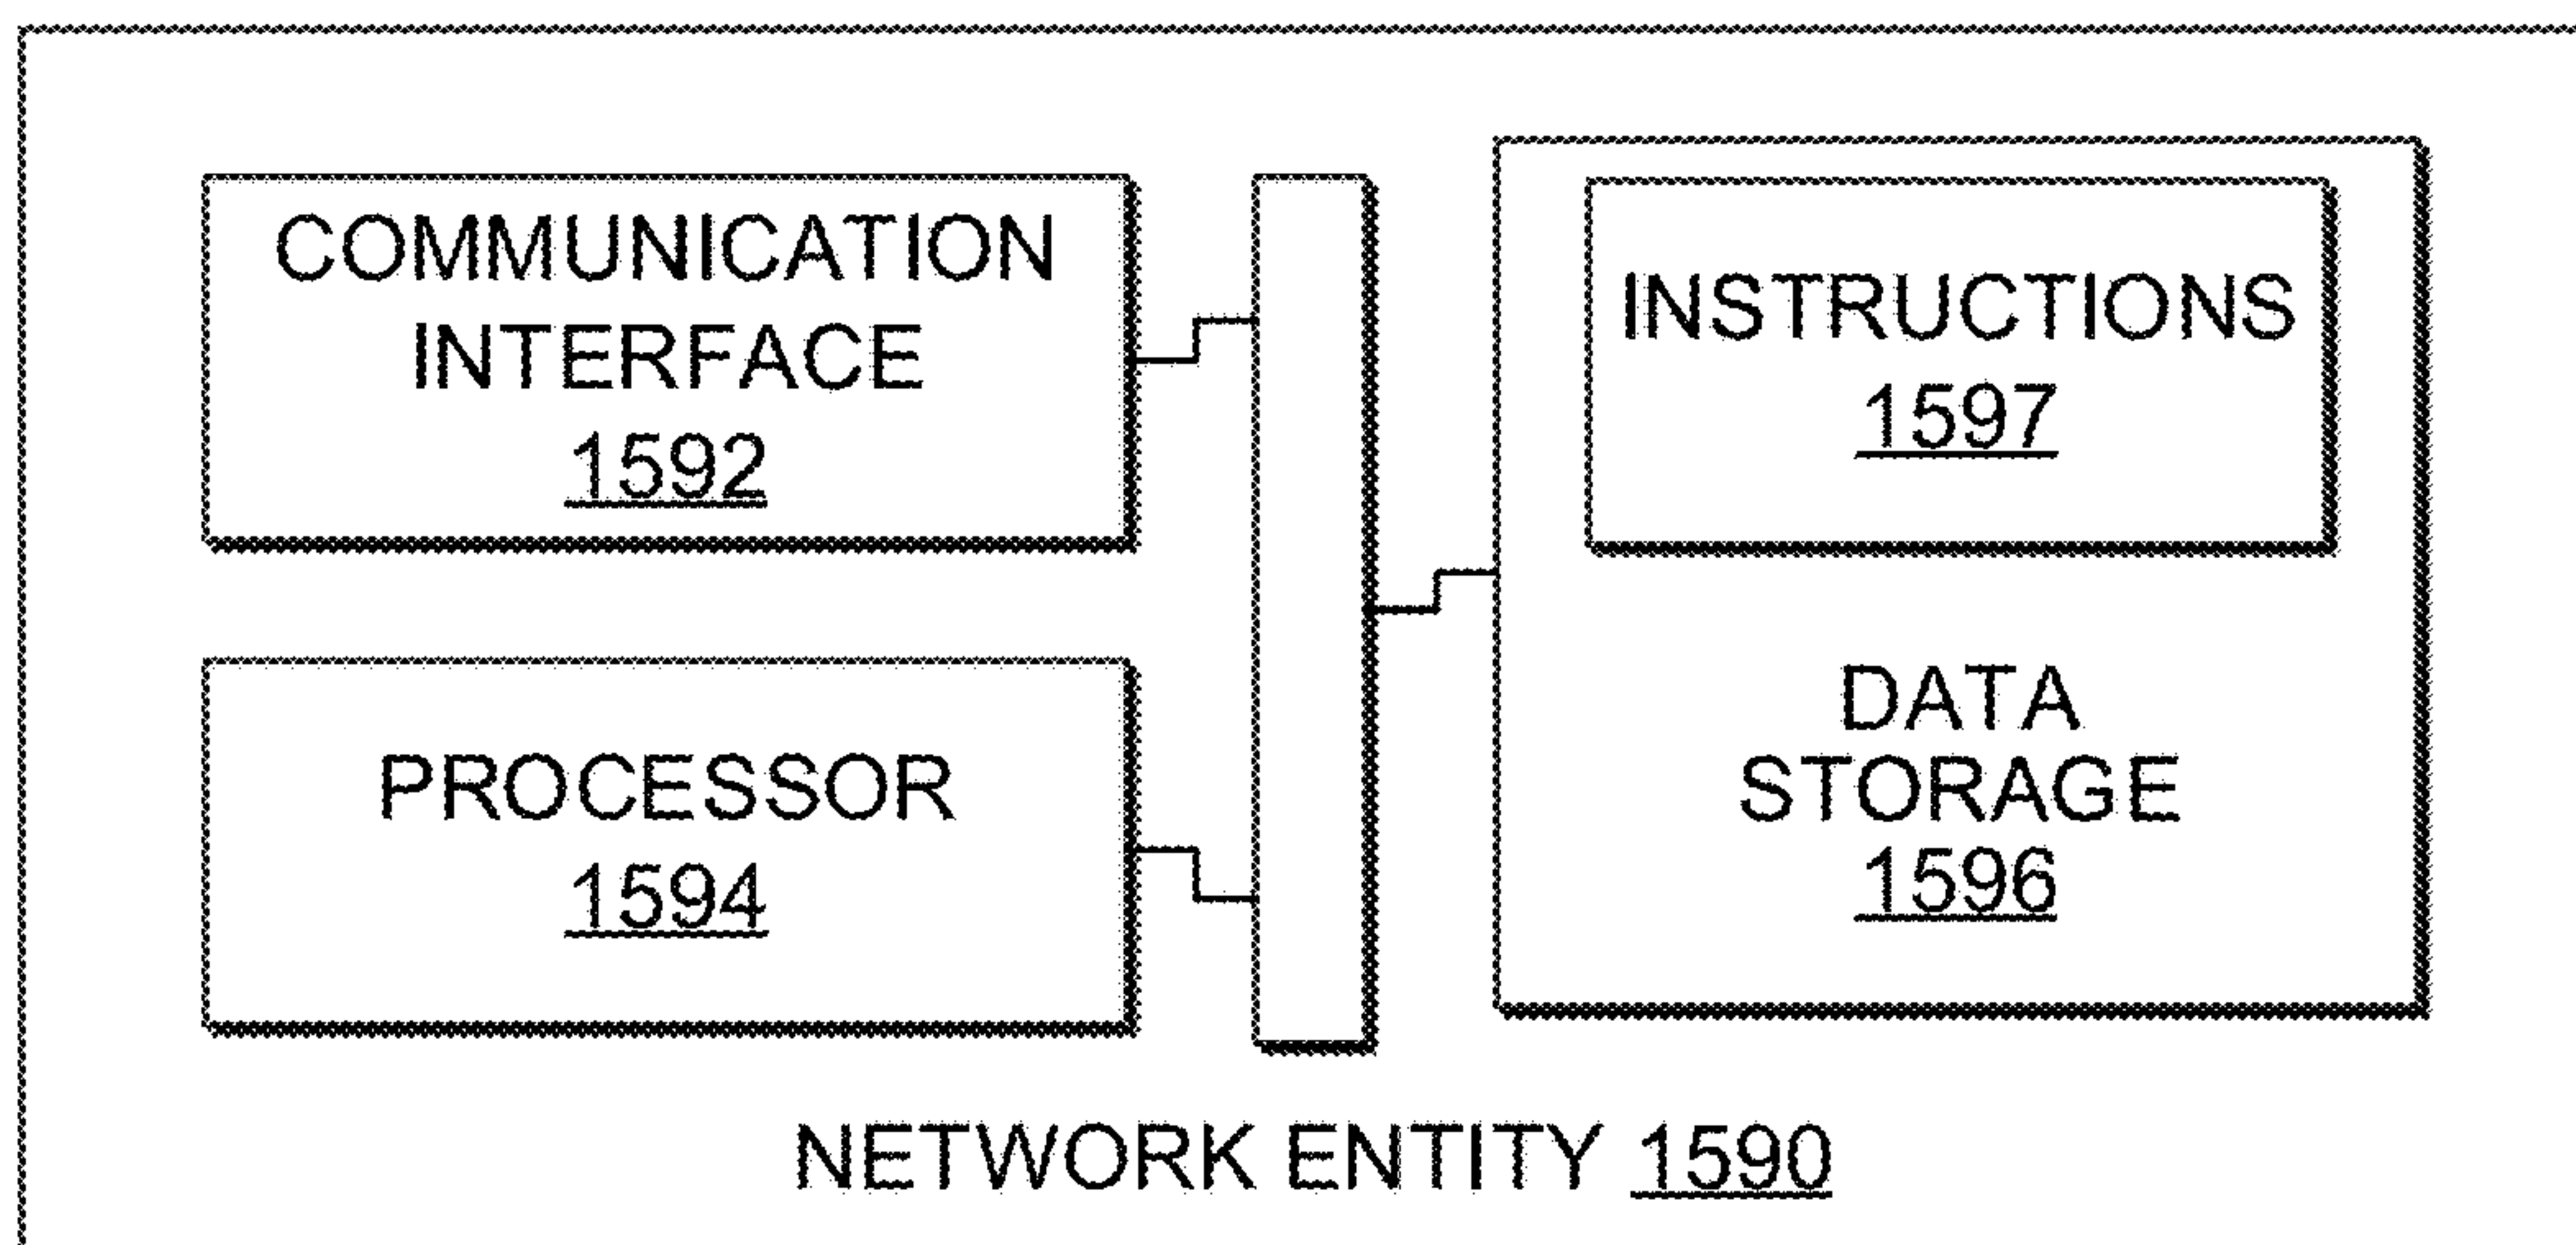 COMMUNICATION
INTERFACE
1592
PROCESSOR
1594
INSTRUCTIONS
1597
DATA
STORAGE
1596
NETWORK ENTITY 1590